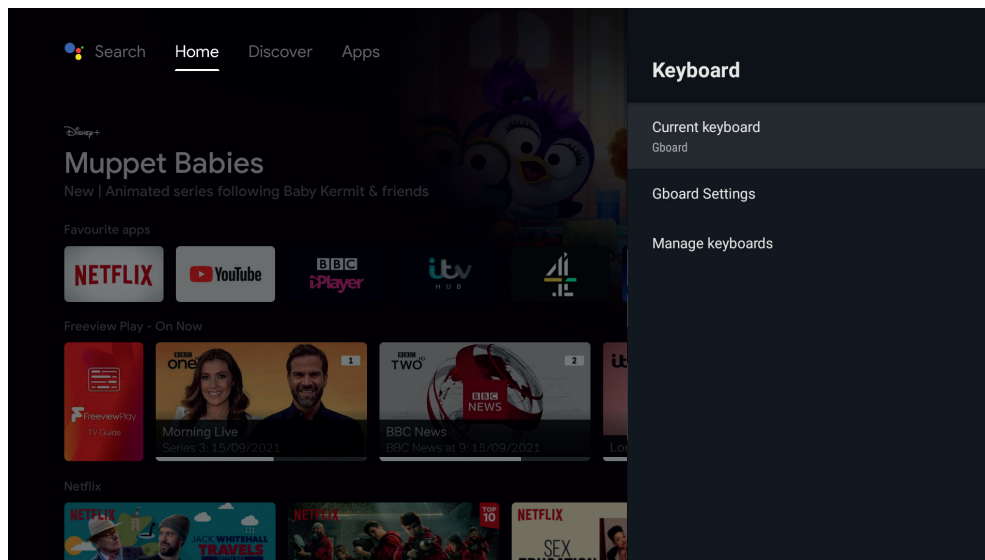 Search Home Discover Apps
Disney+
Muppet Babies
New | Animated series following Baby Kermit & friends
Favourite apps
NETFLIX
YouTube
BBC
iPlayer
itv
HUB
4
Freeview Play - On Now
FreeviewPlay
TV Guide
BBC
one
1
Morning Live
Series 3: 15/09/2021
BBC
TWO HD
2
BBC
NEWS
BBC News
BBC News at 9: 15/09/2021
Netflix
NETFLIX
JACK WHITEHALL
TRAVELS
NETFLIX
TOP
10
NETFLIX
SEX
EDUCATION
Keyboard
Current keyboard
Gboard
Gboard Settings
Manage keyboards